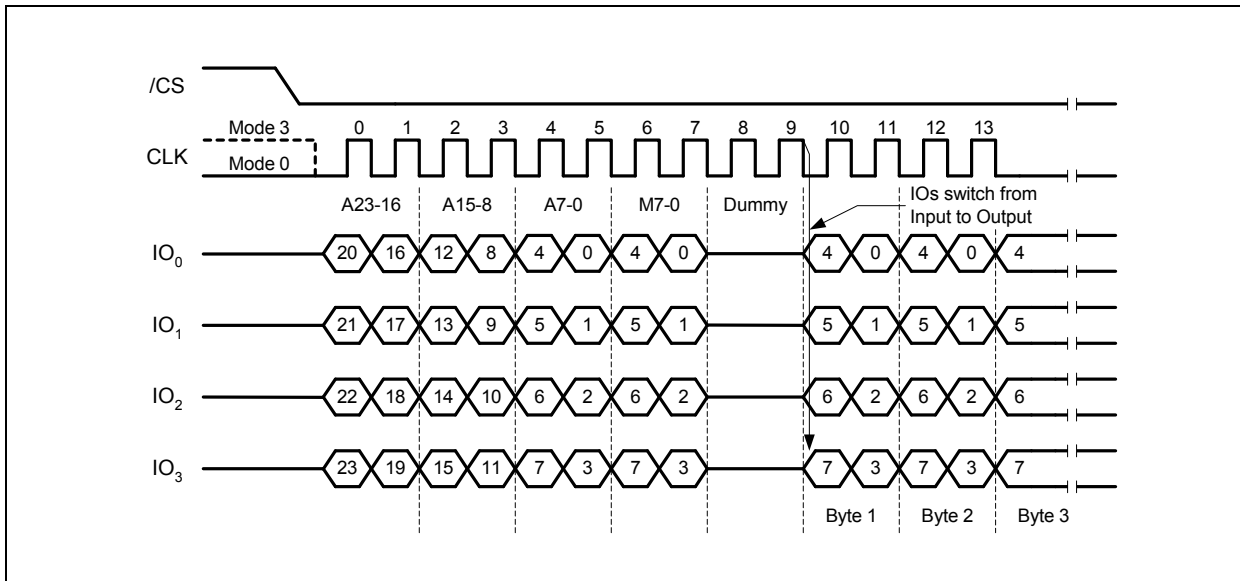 /CS
Mode 3 0 1 2 3 4 5 6 7 8 9 10 11 12 13
CLK
Mode 0
A23-16 A15-8 A7-0 M7-0 Dummy
IOs switch from
Input to Output
IO0 20 16 12 8 4 0 4 0 4 0 4 0 4
IO1 21 17 13 9 5 1 5 1 5 1 5 1 5
IO2 22 18 14 10 6 2 6 2 6 2 6 2 6
IO3 23 19 15 11 7 3 7 3 7 3 7 3 7
Byte 1 Byte 2 Byte 3